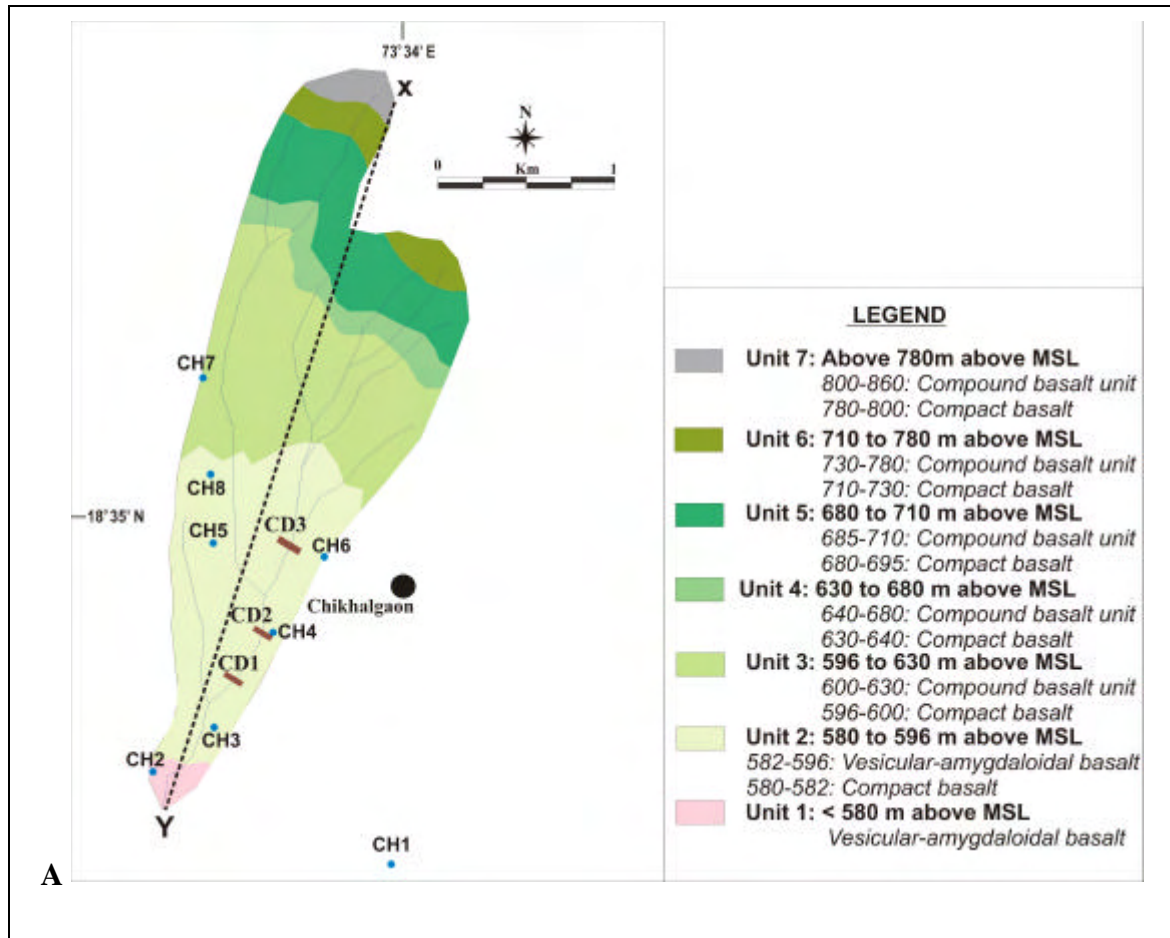 73° 34' E
X
N
0 Km 1
CH7
CH8
18° 35' N
CH5
CD3
CH6
Chikhalgaon
CD2
CH4
CD1
CH3
CH2
Y
CH1
A
LEGEND
Unit 7: Above 780m above MSL
800-860: Compound basalt unit
780-800: Compact basalt
Unit 6: 710 to 780 m above MSL
730-780: Compound basalt unit
710-730: Compact basalt
Unit 5: 680 to 710 m above MSL
685-710: Compound basalt unit
680-695: Compact basalt
Unit 4: 630 to 680 m above MSL
640-680: Compound basalt unit
630-640: Compact basalt
Unit 3: 596 to 630 m above MSL
600-630: Compound basalt unit
596-600: Compact basalt
Unit 2: 580 to 596 m above MSL
582-596: Vesicular-amygdaloidal basalt
580-582: Compact basalt
Unit 1: < 580 m above MSL
Vesicular-amygdaloidal basalt